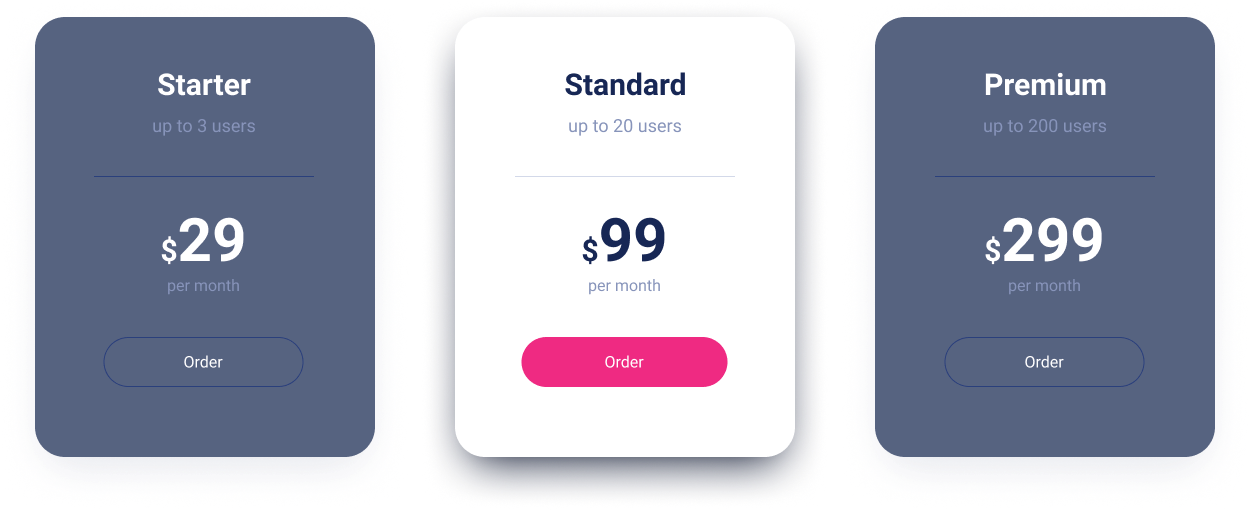 Starter
up to 3 users
$29
per month
Order
Standard
up to 20 users
$99
per month
Order
Premium
up to 200 users
$299
per month
Order